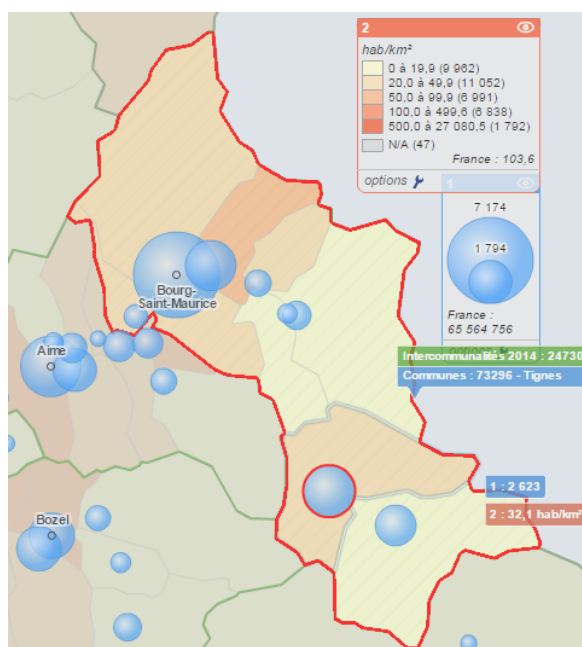 2
hab/km²
0 à 19,9 (9 962)
20,0 à 49,9 (11 052)
50,0 à 99,9 (6 991)
100,0 à 499,6 (6 838)
500,0 à 27 080,5 (1 792)
N/A (47)
France : 103,6
options
1
7 174
1 794
France :
65 564 756
options
Intercommunalités 2014 : 24730
Communes : 73296 - Tignes
Bourg-
Saint-Maurice
Aime
1 : 2 623
2 : 32,1 hab/km²
Bozel